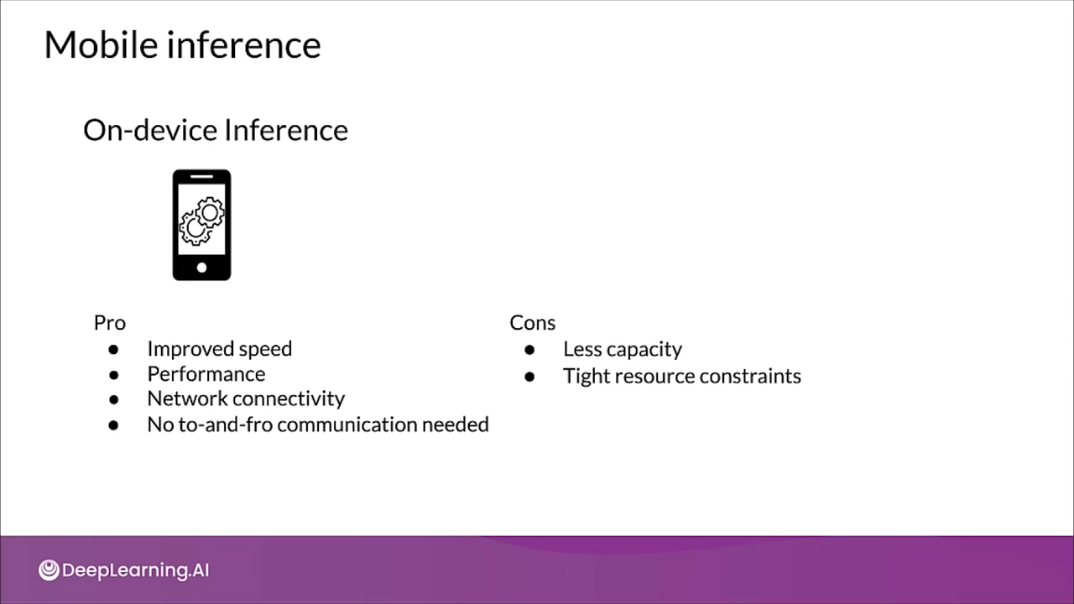 Mobile inference
On-device Inference
Pro
● Improved speed
● Performance
● Network connectivity
● No to-and-fro communication needed
Cons
● Less capacity
● Tight resource constraints
DeepLearning.AI